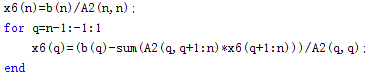 x6(n)=b(n)/A2(n,n);
for q=n-1:-1:1
    x6(q)=(b(q)-sum(A2(q,q+1:n)*x6(q+1:n)))/A2(q,q);
end